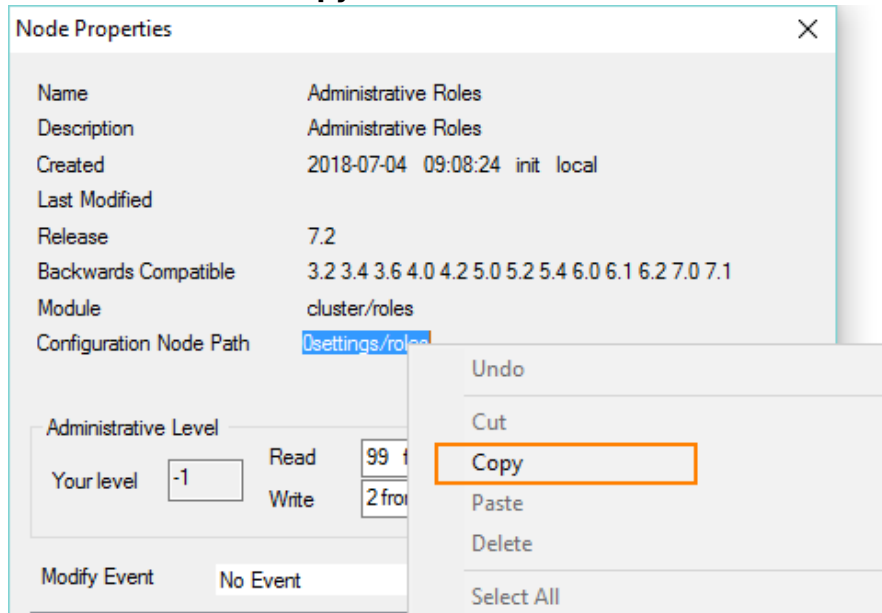 Node Properties
Name Administrative Roles
Description Administrative Roles
Created 2018-07-04 09:08:24 init local
Last Modified
Release 7.2
Backwards Compatible 3.2 3.4 3.6 4.0 4.2 5.0 5.2 5.4 6.0 6.1 6.2 7.0 7.1
Module cluster/roles
Configuration Node Path 0settings/roles
Undo
Cut
Copy
Paste
Delete
Select All
Administrative Level
Your level -1
Read 99
Write 2
Modify Event No Event